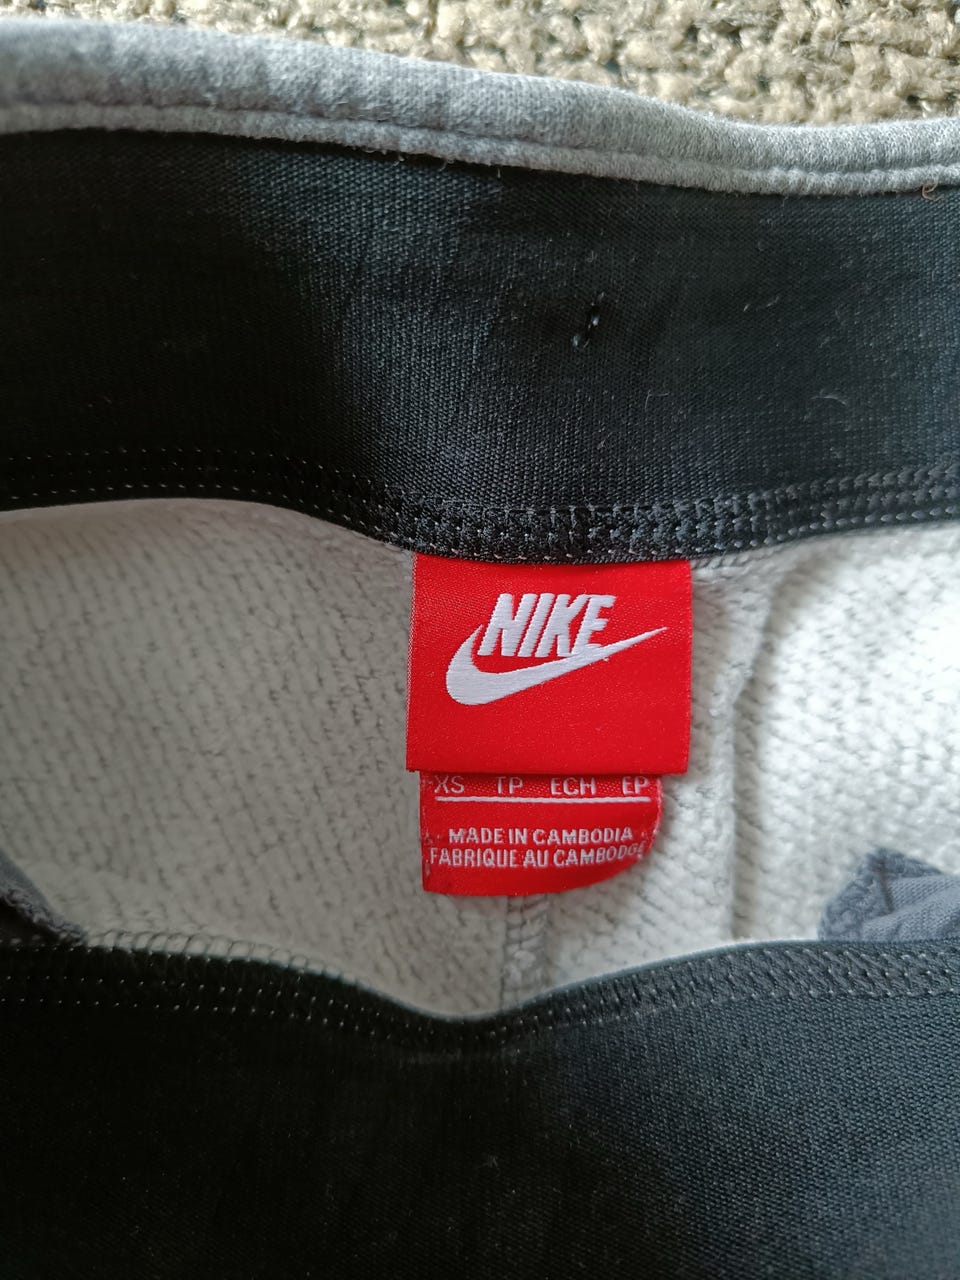 NIKE
XS TP ECH EP
MADE IN CAMBODIA
FABRIQUE AU CAMBODGE